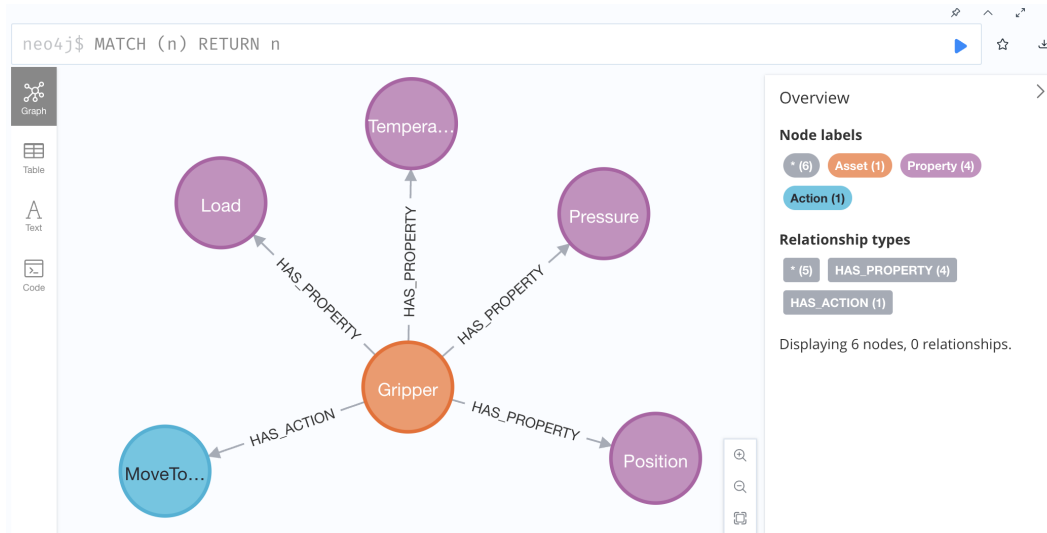 neo4j$ MATCH (n) RETURN n
Graph
Table
A
Text
Code
Tempera...
Load
Pressure
HAS_PROPERTY
HAS_PROPERTY
HAS_PROPERTY
Gripper
HAS_ACTION
HAS_PROPERTY
MoveTo...
Position
Overview
Node labels
* (6) Asset (1) Property (4)
Action (1)
Relationship types
* (5) HAS_PROPERTY (4)
HAS_ACTION (1)
Displaying 6 nodes, 0 relationships.